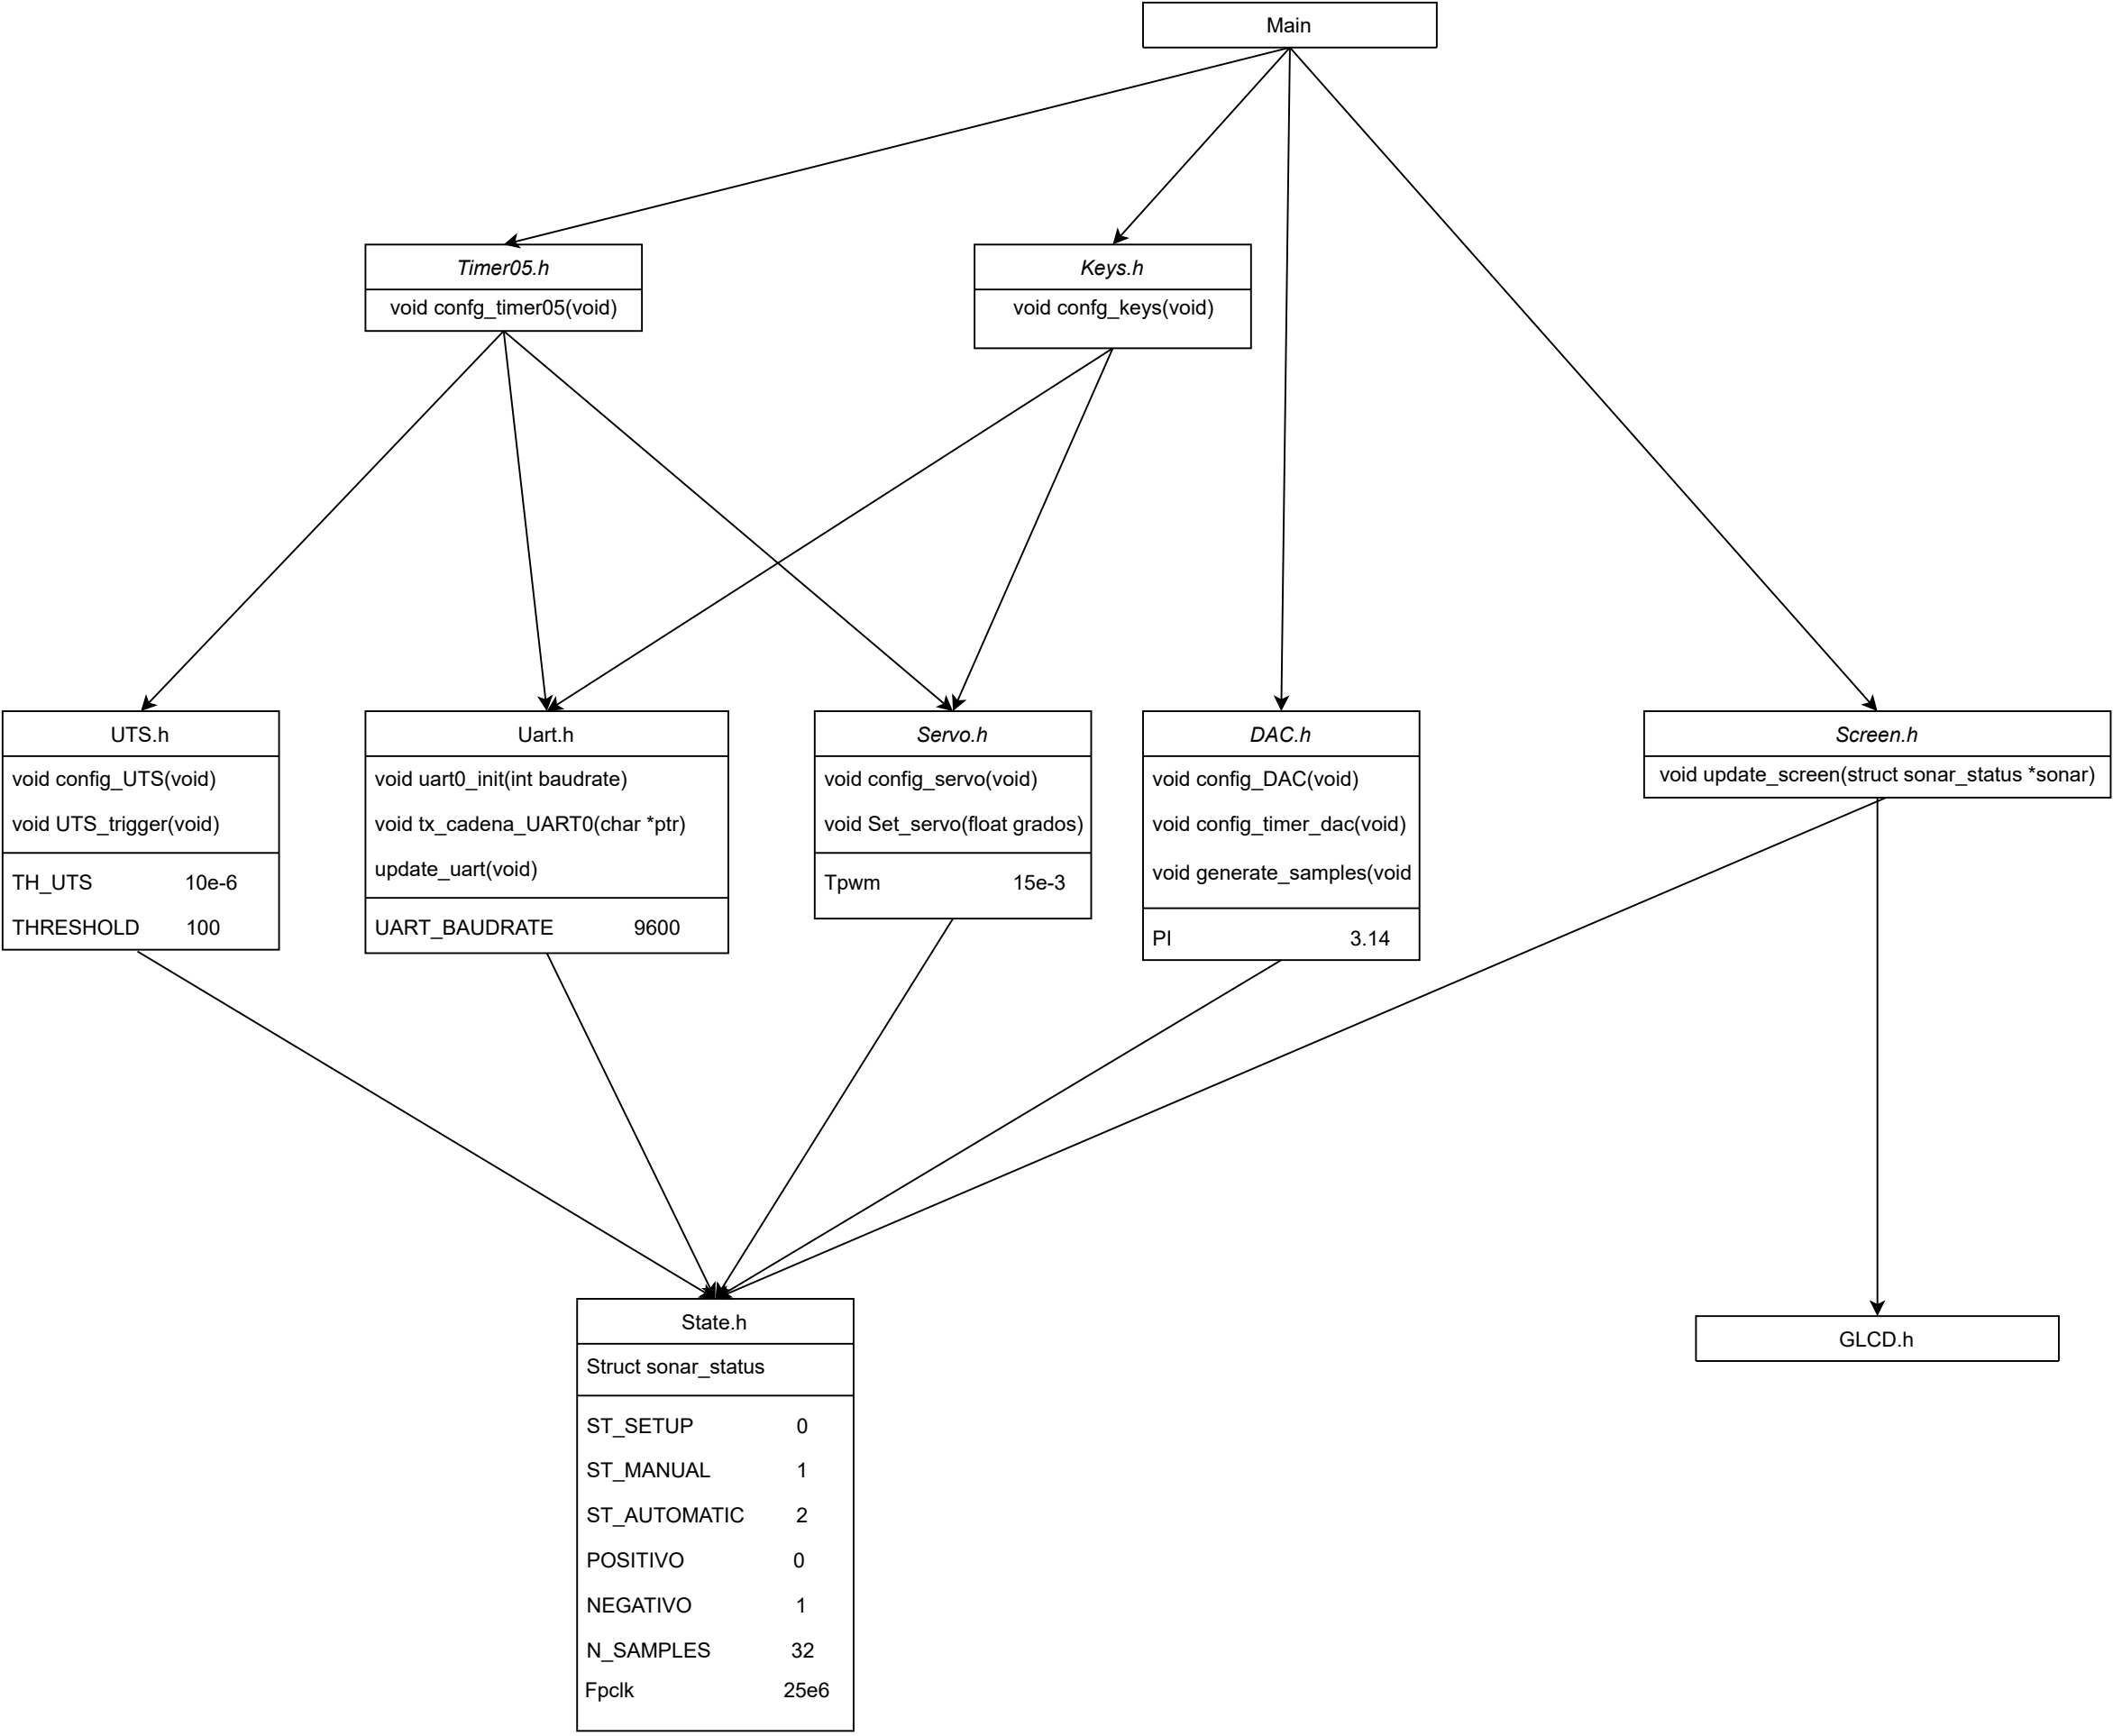 Main
Timer05.h
void confg_timer05(void)
Keys.h
void confg_keys(void)
UTS.h
void config_UTS(void)
void UTS_trigger(void)
TH_UTS 10e-6
THRESHOLD 100
Uart.h
void uart0_init(int baudrate)
void tx_cadena_UART0(char *ptr)
update_uart(void)
UART_BAUDRATE 9600
Servo.h
void config_servo(void)
void Set_servo(float grados)
Tpwm 15e-3
DAC.h
void config_DAC(void)
void config_timer_dac(void)
void generate_samples(void
PI 3.14
Screen.h
void update_screen(struct sonar_status *sonar)
State.h
Struct sonar_status
ST_SETUP 0
ST_MANUAL 1
ST_AUTOMATIC 2
POSITIVO 0
NEGATIVO 1
N_SAMPLES 32
Fpclk 25e6
GLCD.h